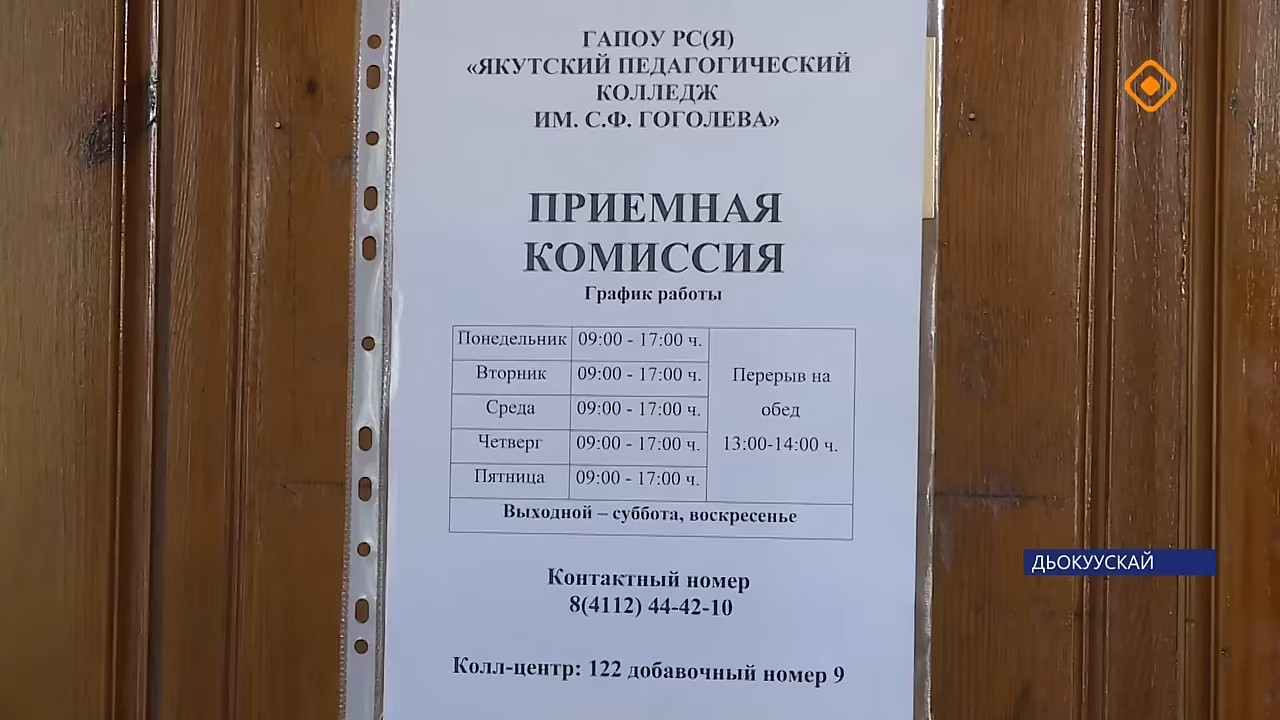 ГАПОУ РС(Я)
«ЯКУТСКИЙ ПЕДАГОГИЧЕСКИЙ
КОЛЛЕДЖ
ИМ. С.Ф. ГОГОЛЕВА»
ПРИЕМНАЯ
КОМИССИЯ
График работы
Понедельник 09:00 - 17:00 ч.
Вторник 09:00 - 17:00 ч.
Среда 09:00 - 17:00 ч.
Четверг 09:00 - 17:00 ч.
Пятница 09:00 - 17:00 ч.
Перерыв на
обед
13:00-14:00 ч.
Выходной – суббота, воскресенье
Контактный номер
8(4112) 44-42-10
Колл-центр: 122 добавочный номер 9
ДЬОКУУСКАЙ